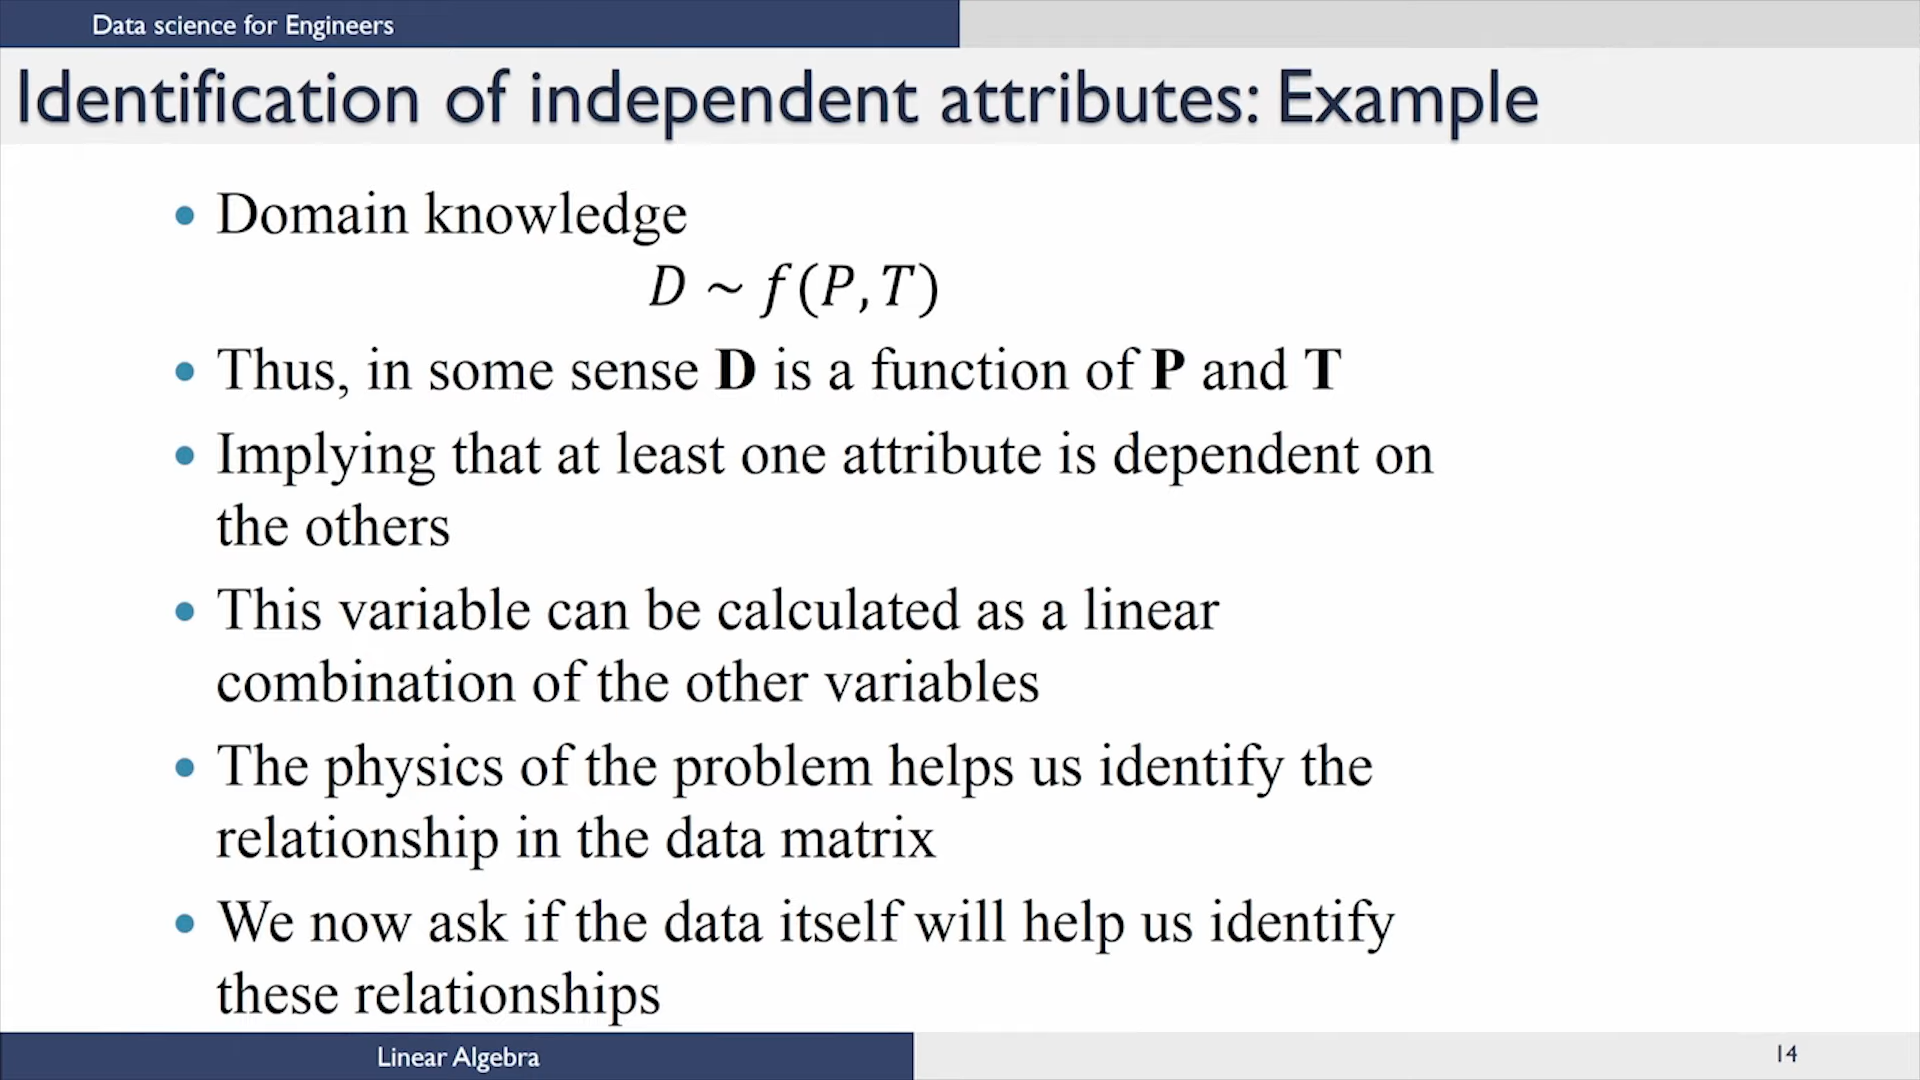 Data science for Engineers
Identification of independent attributes: Example
• Domain knowledge
D ~ f(P,T)
• Thus, in some sense D is a function of P and T
• Implying that at least one attribute is dependent on
the others
• This variable can be calculated as a linear
combination of the other variables
• The physics of the problem helps us identify the
relationship in the data matrix
• We now ask if the data itself will help us identify
these relationships
Linear Algebra
14